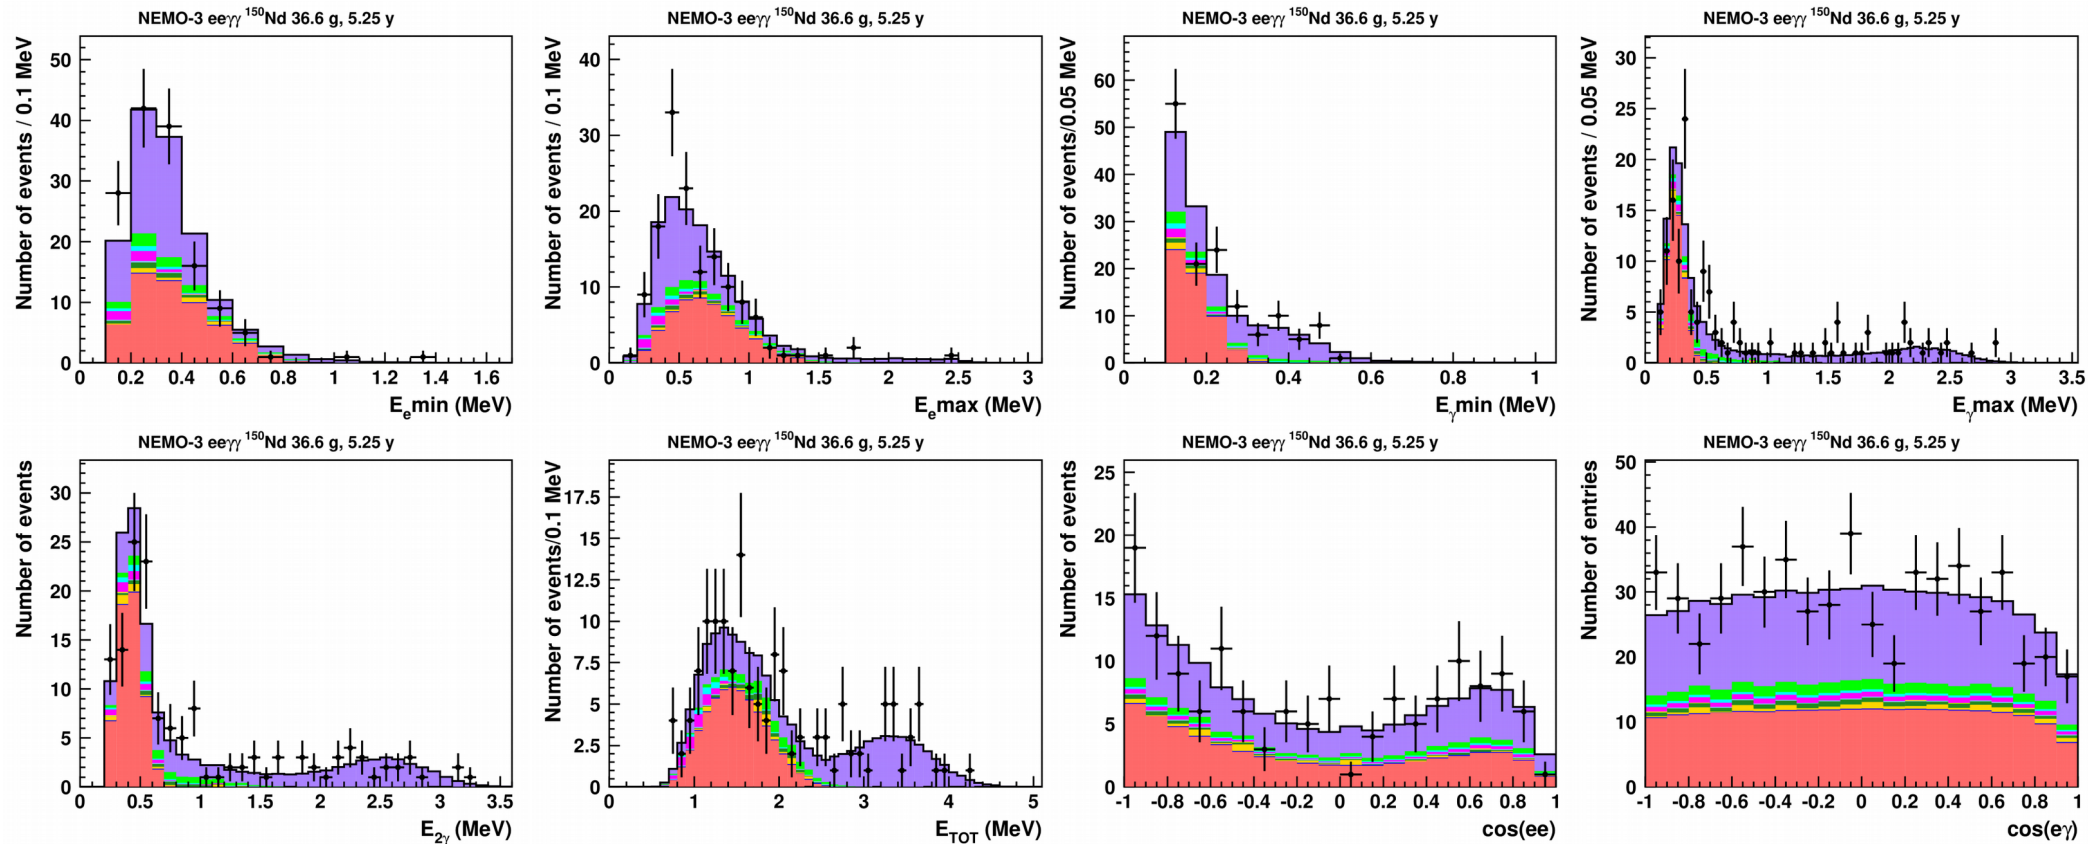 NEMO-3 eeγγ ¹⁵⁰Nd 36.6 g, 5.25 y
Number of events / 0.1 MeV
50
40
30
20
10
0
0 0.2 0.4 0.6 0.8 1 1.2 1.4 1.6
Eₑmin (MeV)
NEMO-3 eeγγ ¹⁵⁰Nd 36.6 g, 5.25 y
Number of events / 0.1 MeV
40
30
20
10
0
0 0.5 1 1.5 2 2.5 3
Eₑmax (MeV)
NEMO-3 eeγγ ¹⁵⁰Nd 36.6 g, 5.25 y
Number of events/0.05 MeV
60
50
40
30
20
10
0
0 0.2 0.4 0.6 0.8 1
Eᵧmin (MeV)
NEMO-3 eeγγ ¹⁵⁰Nd 36.6 g, 5.25 y
Number of events / 0.05 MeV
30
25
20
15
10
5
0
0 0.5 1 1.5 2 2.5 3 3.5
Eᵧmax (MeV)
NEMO-3 eeγγ ¹⁵⁰Nd 36.6 g, 5.25 y
Number of events
30
25
20
15
10
5
0
0 0.5 1 1.5 2 2.5 3 3.5
E₂ᵧ (MeV)
NEMO-3 eeγγ ¹⁵⁰Nd 36.6 g, 5.25 y
Number of events/0.1 MeV
17.5
15
12.5
10
7.5
5
2.5
0
0 1 2 3 4 5
E_TOT (MeV)
NEMO-3 eeγγ ¹⁵⁰Nd 36.6 g, 5.25 y
Number of events
25
20
15
10
5
0
-1 -0.8 -0.6 -0.4 -0.2 0 0.2 0.4 0.6 0.8 1
cos(ee)
NEMO-3 eeγγ ¹⁵⁰Nd 36.6 g, 5.25 y
Number of entries
50
40
30
20
10
0
-1 -0.8 -0.6 -0.4 -0.2 0 0.2 0.4 0.6 0.8 1
cos(eγ)